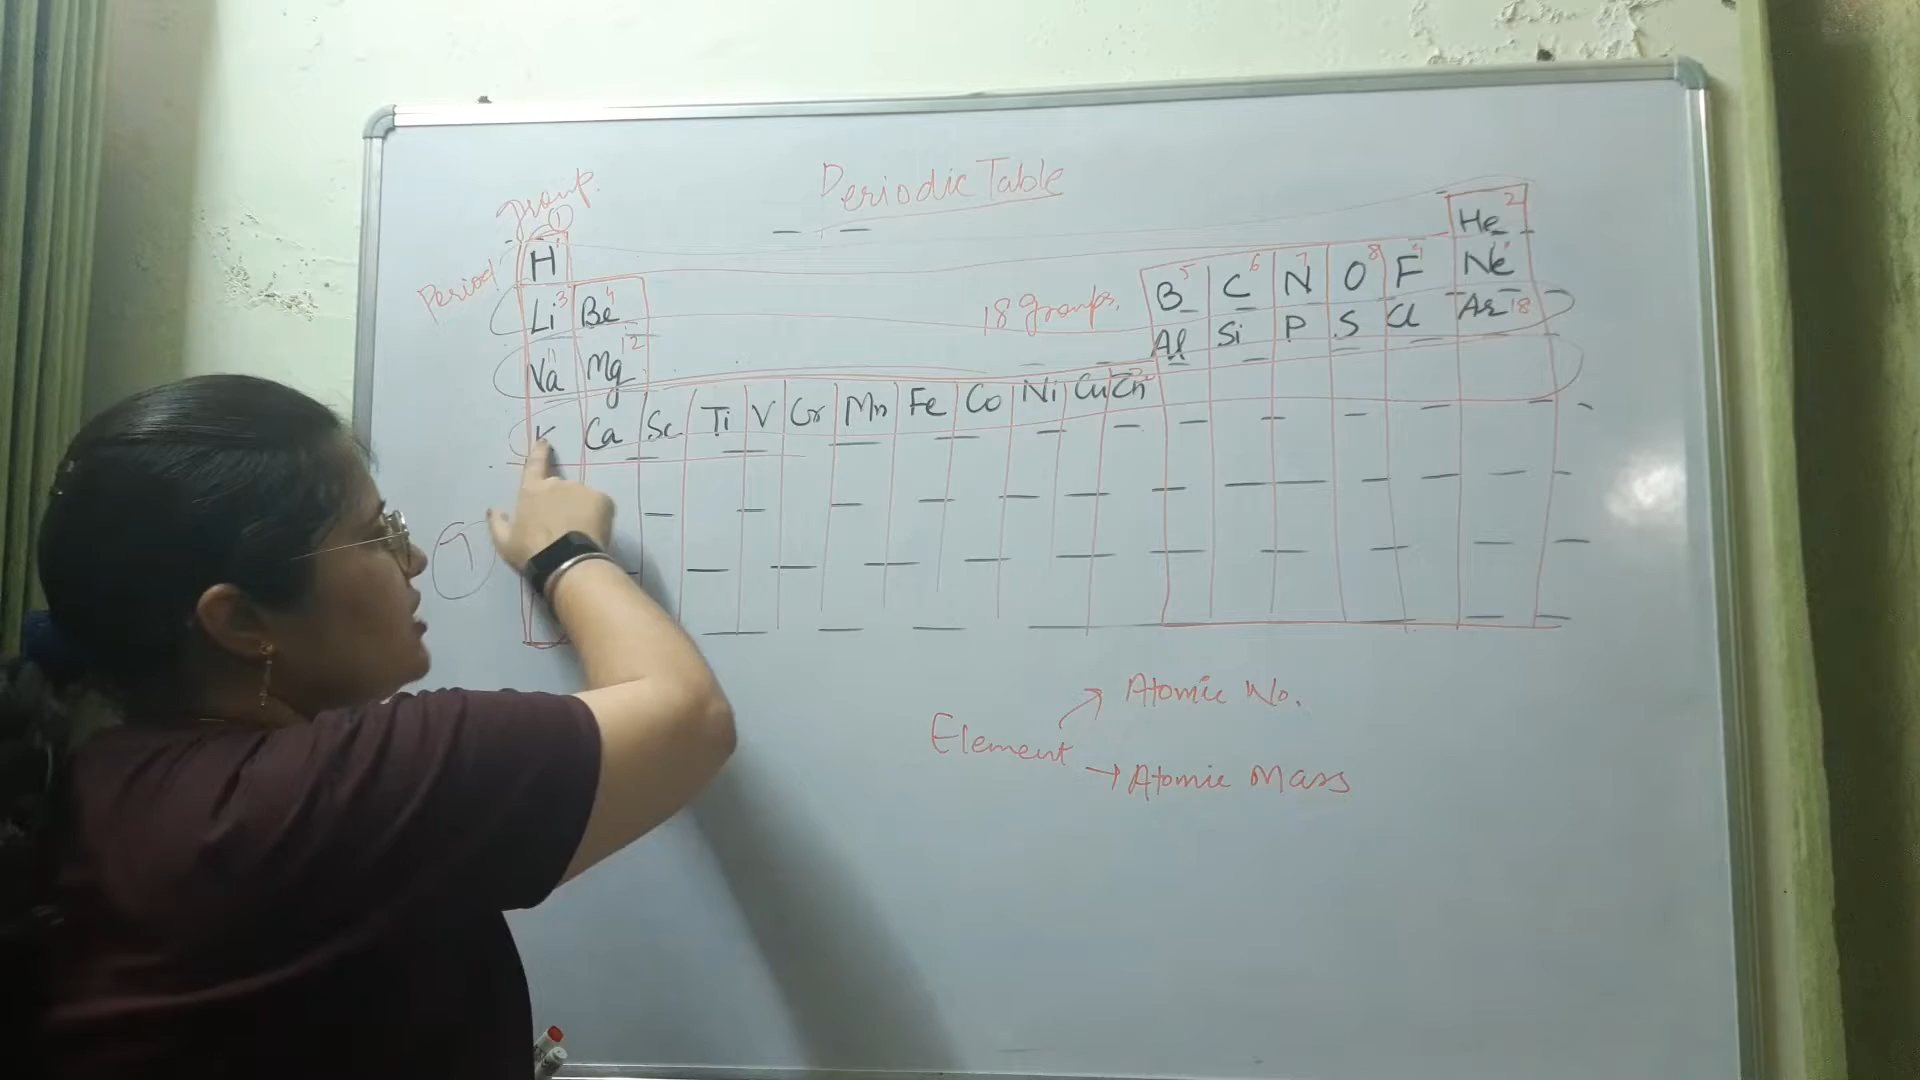 Periodic Table
Group
1
Period
H 1
He 2
Li 3 Be 4
18 groups.
B 5 C 6 N 7 O 8 F 9 Ne
Na 11 Mg 12
Al Si P S Cl Ar 18
K Ca Sc Ti V Cr Mn Fe Co Ni Cu Zn
7
Element
→ Atomic No.
→ Atomic Mass